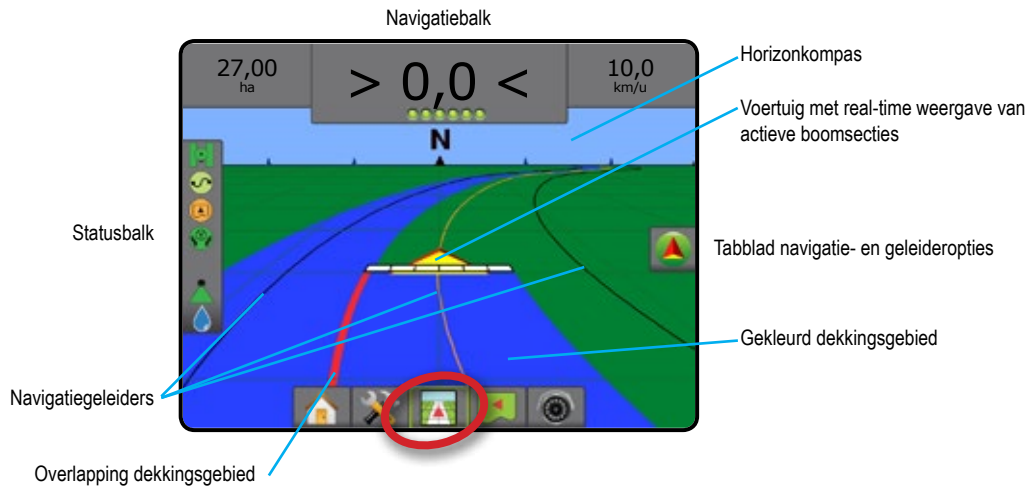 Navigatiebalk
27,00
ha
> 0,0 <
10,0
km/u
N
Horizonkompas
Voertuig met real-time weergave van
actieve boomsecties
Statusbalk
Tabblad navigatie- en geleideropties
Gekleurd dekkingsgebied
Navigatiegeleiders
Overlapping dekkingsgebied